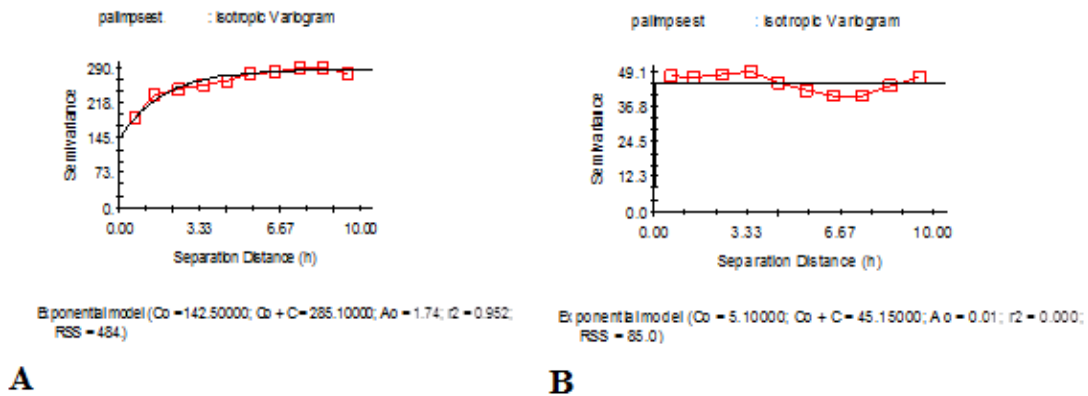 palimpsest : Isotropic Variogram
290.
218.
145.
73.
0.
Semivariance
0.00 3.33 6.67 10.00
Separation Distance (h)
Exponential model (Co = 142.50000; Co + C = 285.10000; Ao = 1.74; r2 = 0.952;
RSS = 484.)
A
palimpsest : Isotropic Variogram
49.1
36.8
24.5
12.3
0.0
Semivariance
0.00 3.33 6.67 10.00
Separation Distance (h)
Exponential model (Co = 5.10000; Co + C = 45.15000; Ao = 0.01; r2 = 0.000;
RSS = 85.0)
B